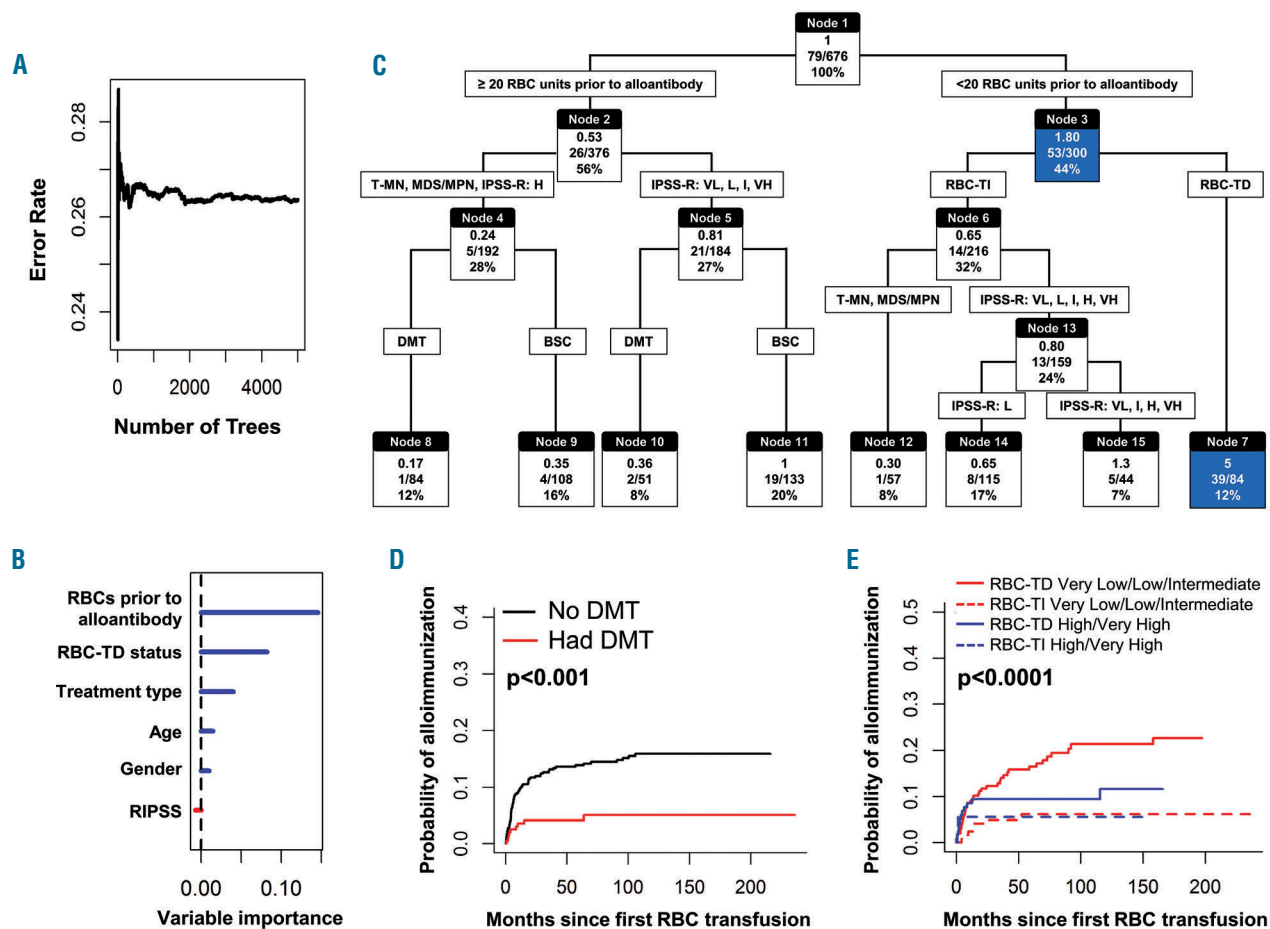 A
Error Rate
0.28
0.26
0.24
0
2000
4000
Number of Trees
B
RBCs prior to
alloantibody
RBC-TD status
Treatment type
Age
Gender
RIPSS
0.00
0.10
Variable importance
C
Node 1
1
79/676
100%
≥ 20 RBC units prior to alloantibody
<20 RBC units prior to alloantibody
Node 2
0.53
26/376
56%
Node 3
1.80
53/300
44%
T-MN, MDS/MPN, IPSS-R: H
IPSS-R: VL, L, I, VH
RBC-TI
RBC-TD
Node 4
0.24
5/192
28%
Node 5
0.81
21/184
27%
Node 6
0.65
14/216
32%
T-MN, MDS/MPN
IPSS-R: VL, L, I, H, VH
DMT
BSC
DMT
BSC
Node 13
0.80
13/159
24%
IPSS-R: L
IPSS-R: VL, I, H, VH
Node 8
0.17
1/84
12%
Node 9
0.35
4/108
16%
Node 10
0.36
2/51
8%
Node 11
1
19/133
20%
Node 12
0.30
1/57
8%
Node 14
0.65
8/115
17%
Node 15
1.3
5/44
7%
Node 7
5
39/84
12%
D
Probability of alloimmunization
0.4
0.3
0.2
0.1
0.0
No DMT
Had DMT
p<0.001
0
50
100
150
200
Months since first RBC transfusion
E
Probability of alloimmunization
0.5
0.4
0.3
0.2
0.1
0.0
RBC-TD Very Low/Low/Intermediate
RBC-TI Very Low/Low/Intermediate
RBC-TD High/Very High
RBC-TI High/Very High
p<0.0001
0
50
100
150
200
Months since first RBC transfusion